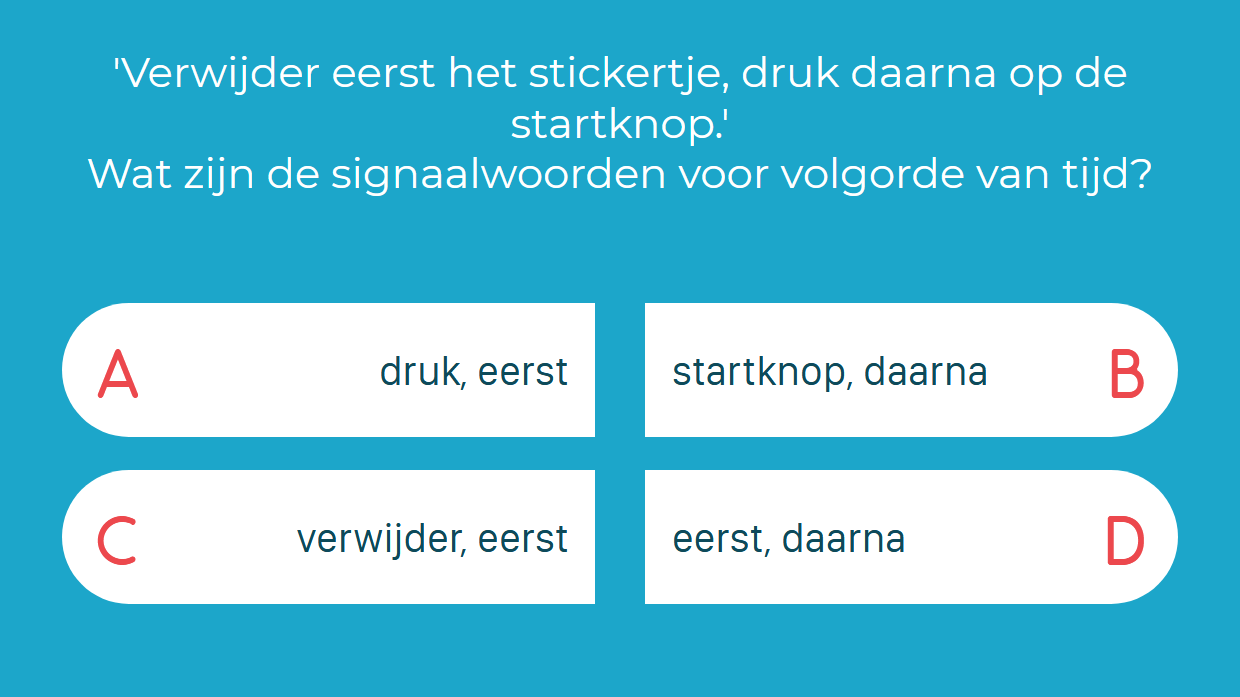 'Verwijder eerst het stickertje, druk daarna op de
startknop.'
Wat zijn de signaalwoorden voor volgorde van tijd?
A druk, eerst
startknop, daarna B
C verwijder, eerst
eerst, daarna D